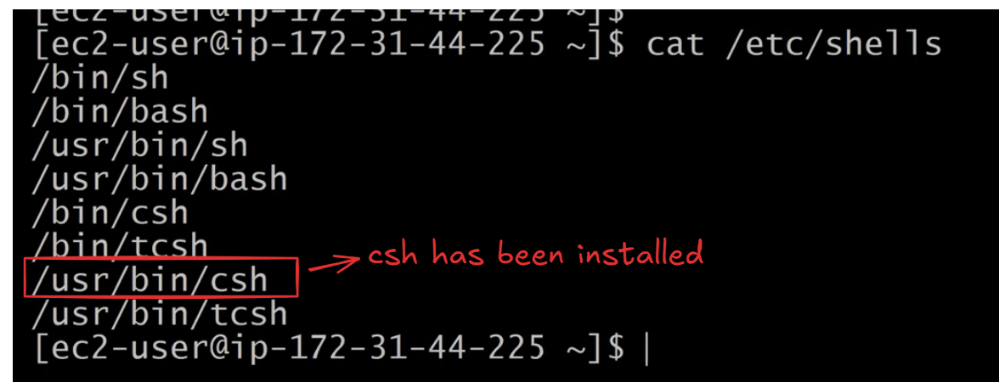 [ec2-user@ip-172-31-44-225 ~]$
[ec2-user@ip-172-31-44-225 ~]$ cat /etc/shells
/bin/sh
/bin/bash
/usr/bin/sh
/usr/bin/bash
/bin/csh
/bin/tcsh
csh has been installed
/usr/bin/csh
/usr/bin/tcsh
[ec2-user@ip-172-31-44-225 ~]$